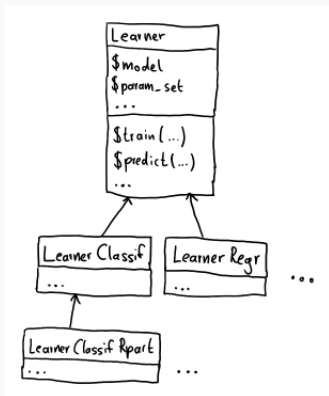 Learner
$model
$param_set
...
$train(...)
$predict(...)
...
Learner Classif
...
Learner Regr
...
...
Learner Classif Rpart
...
...